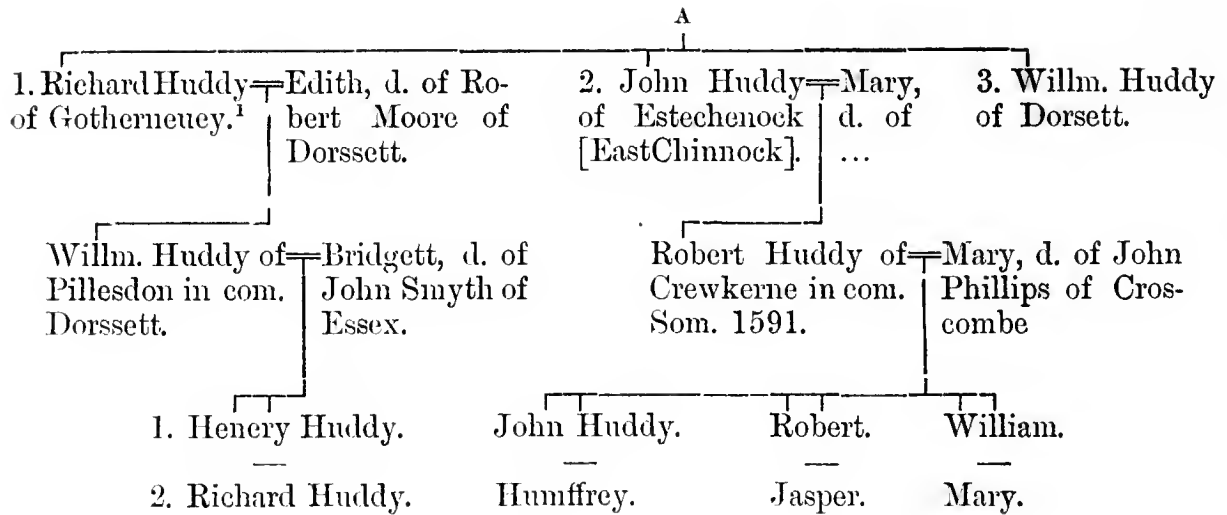 A
1. Richard Huddy of Gotherneuey.¹
Edith, d. of Ro-
bert Moore of
Dorssett.
2. John Huddy
of Estechenock
[EastChinnock].
Mary,
d. of
...
3. Willm. Huddy
of Dorsett.
Willm. Huddy of
Pillesdon in com.
Dorssett.
Bridgett, d. of
John Smyth of
Essex.
Robert Huddy of
Crewkerne in com.
Som. 1591.
Mary, d. of John
Phillips of Cros-
combe
1. Henery Huddy.
2. Richard Huddy.
John Huddy.
Humffrey.
Robert.
Jasper.
William.
Mary.